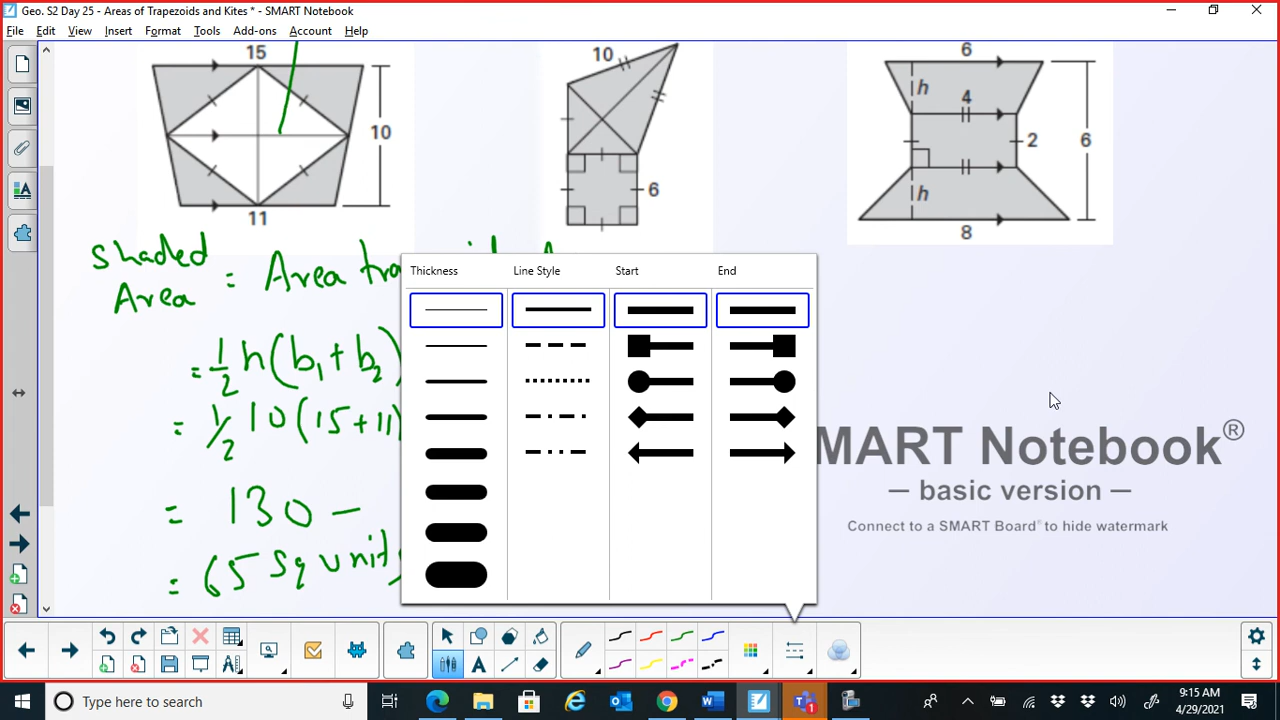 Geo. S2 Day 25 - Areas of Trapezoids and Kites * - SMART Notebook
File Edit View Insert Format Tools Add-ons Account Help
15
10
11
10
6
6
h
4
2
6
h
8
Shaded Area = Area
= 1/2 h(b1 + b2)
= 1/2 10(15+11)
= 130 -
= 65 sq units
Thickness Line Style Start End
SMART Notebook®
— basic version —
Connect to a SMART Board® to hide watermark
A
Type here to search
9:15 AM
4/29/2021
1